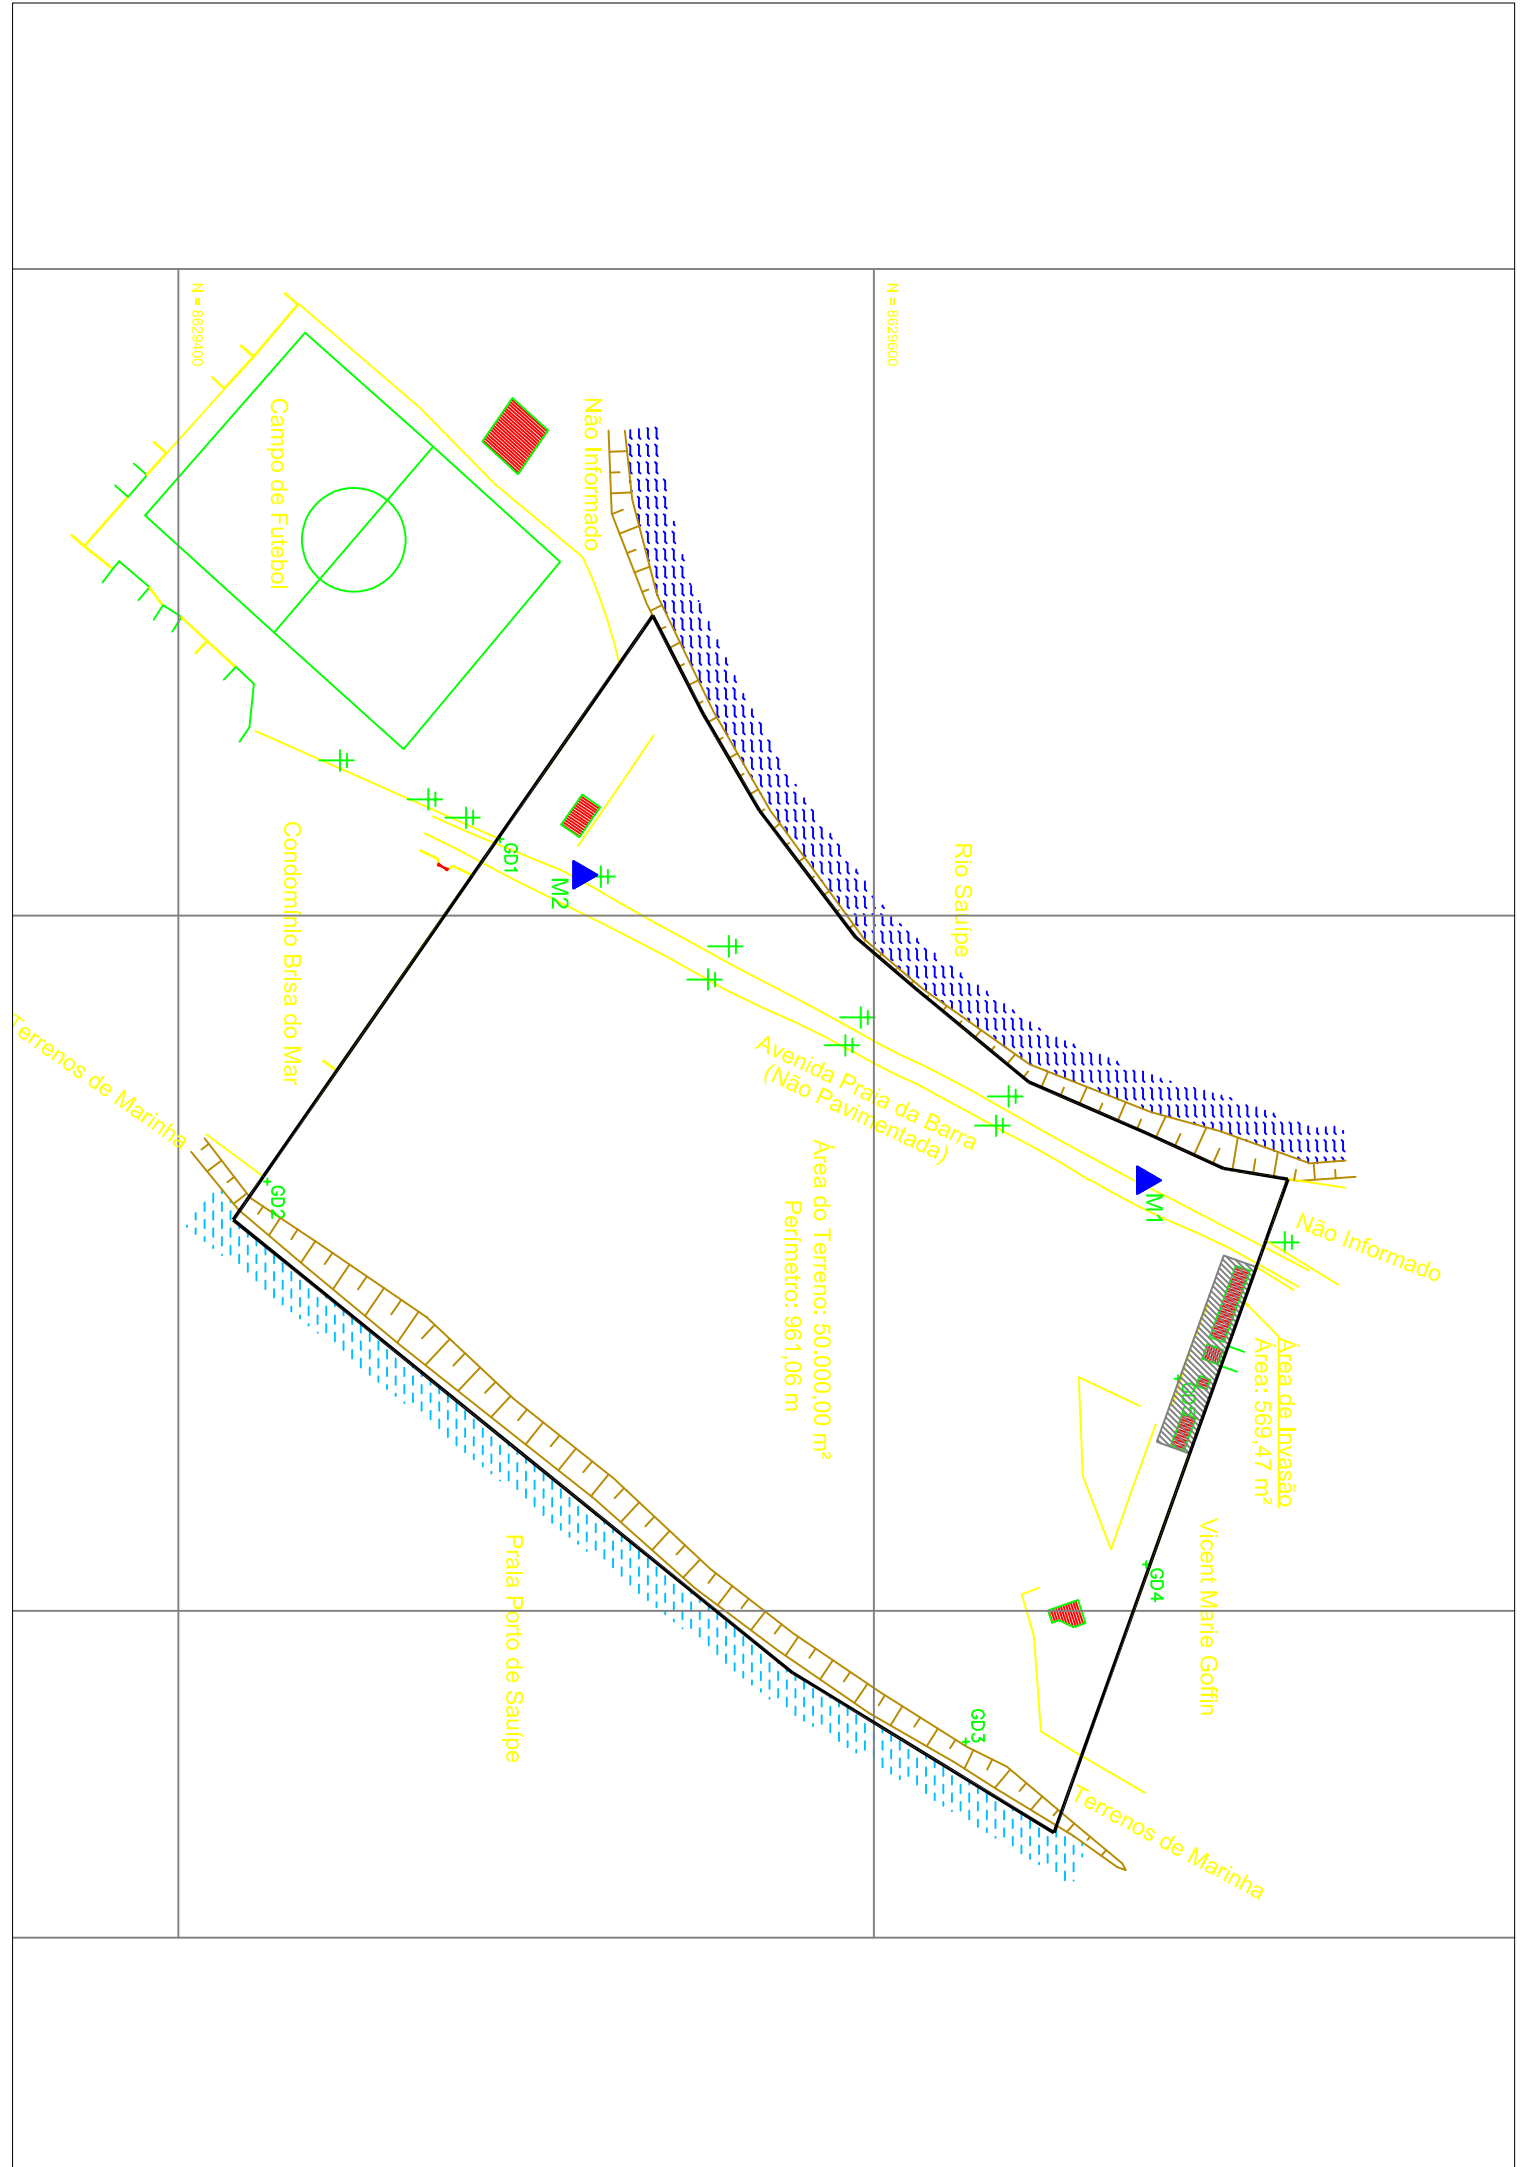 N = 8629600
N = 8629400
Não Informado
Campo de Futebol
Rio Sauípe
GD1
M2
Condomínio Brisa do Mar
Terrenos de Marinha
Avenida Praia da Barra
(Não Pavimentada)
Área do Terreno: 50.000,00 m²
Perímetro: 961,06 m
M1
Não Informado
GD2
Área de Invasão
Área: 569,47 m²
Vicent Marie Goffin
GD4
Praia Porto de Sauípe
GD3
Terrenos de Marinha